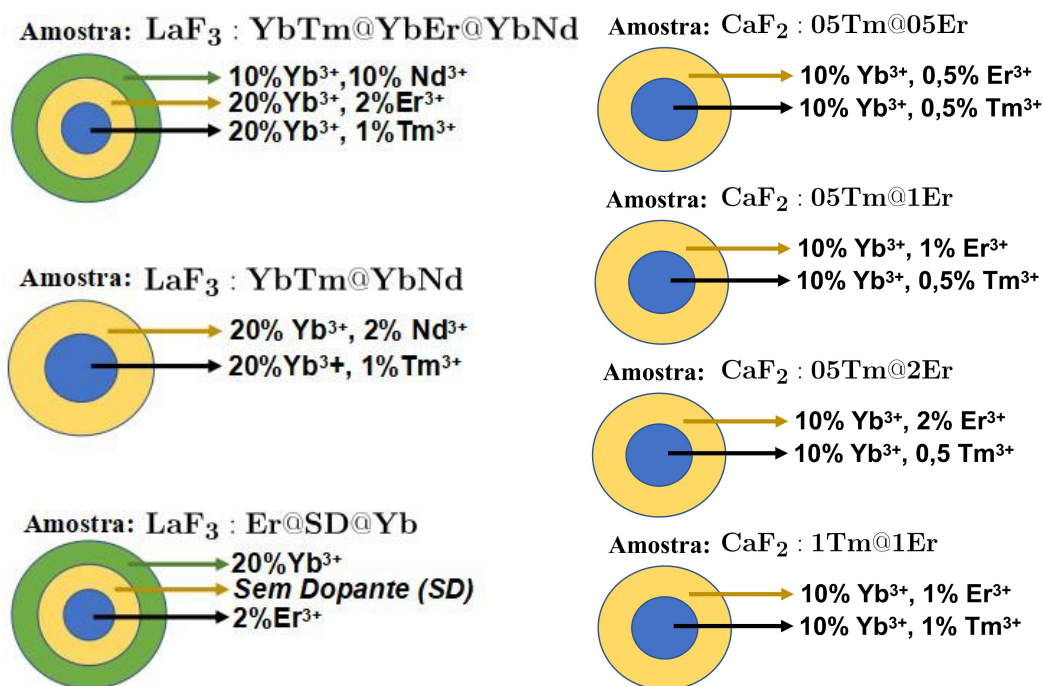 Amostra: LaF₃ : YbTm@YbEr@YbNd
10%Yb³⁺,10% Nd³⁺
20%Yb³⁺, 2%Er³⁺
20%Yb³⁺, 1%Tm³⁺
Amostra: LaF₃ : YbTm@YbNd
20% Yb³⁺, 2% Nd³⁺
20%Yb³+, 1%Tm³⁺
Amostra: LaF₃ : Er@SD@Yb
20%Yb³⁺
Sem Dopante (SD)
2%Er³⁺
Amostra: CaF₂ : 05Tm@05Er
10% Yb³⁺, 0,5% Er³⁺
10% Yb³⁺, 0,5% Tm³⁺
Amostra: CaF₂ : 05Tm@1Er
10% Yb³⁺, 1% Er³⁺
10% Yb³⁺, 0,5% Tm³⁺
Amostra: CaF₂ : 05Tm@2Er
10% Yb³⁺, 2% Er³⁺
10% Yb³⁺, 0,5 Tm³⁺
Amostra: CaF₂ : 1Tm@1Er
10% Yb³⁺, 1% Er³⁺
10% Yb³⁺, 1% Tm³⁺